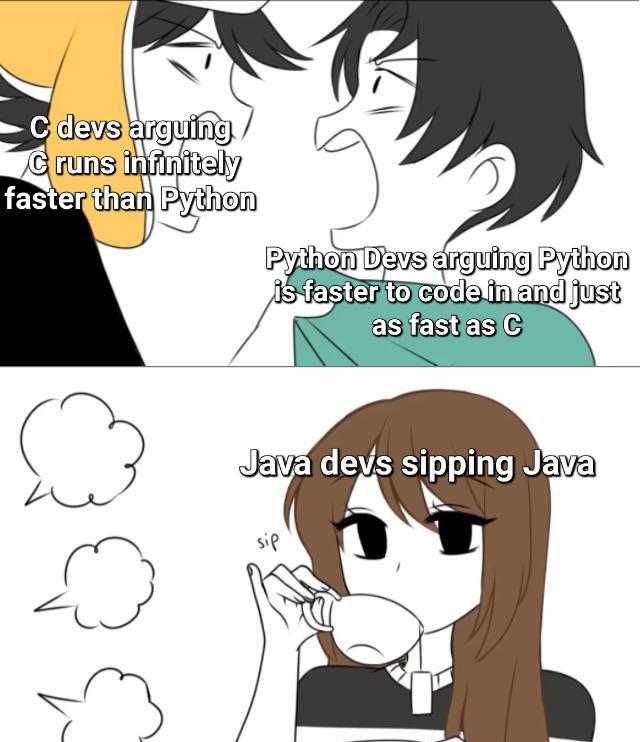 C devs arguing
C runs infinitely
faster than Python
Python Devs arguing Python
is faster to code in and just
as fast as C
Java devs sipping Java
sip